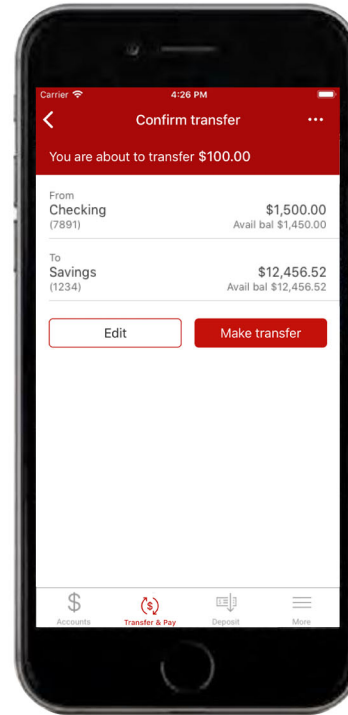 Carrier 4:26 PM
Confirm transfer
You are about to transfer $100.00
From
Checking $1,500.00
(7891) Avail bal $1,450.00
To
Savings $12,456.52
(1234) Avail bal $12,456.52
Edit Make transfer
$ $
Accounts Transfer & Pay Deposit More